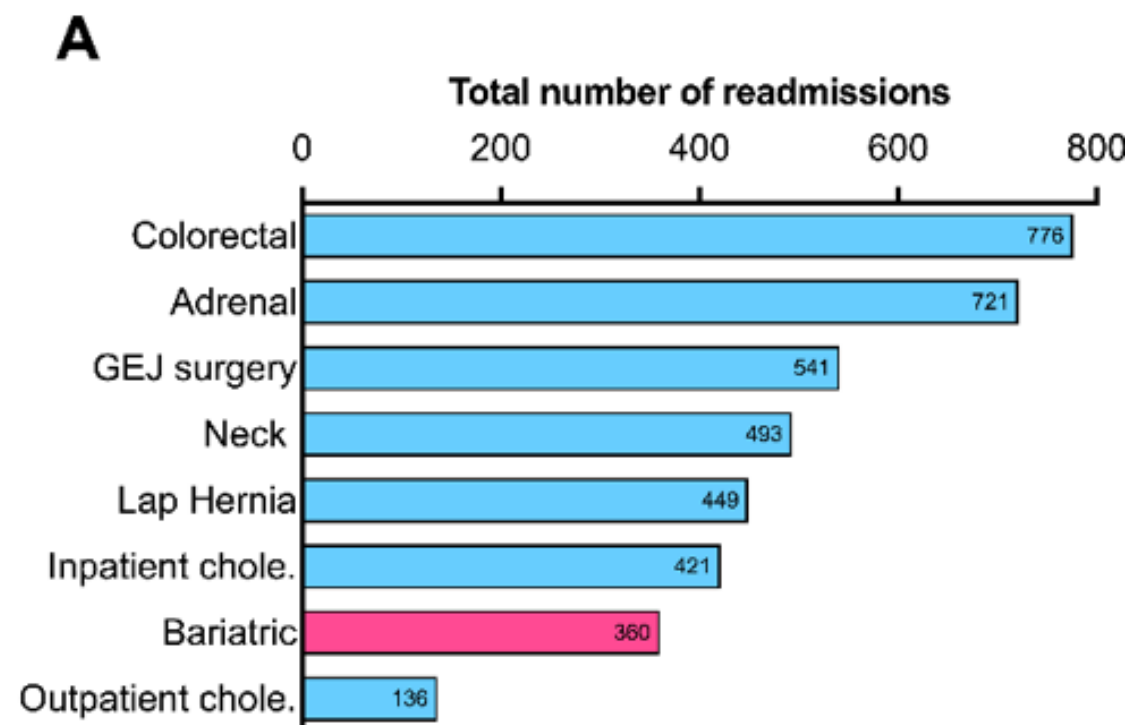 A
Total number of readmissions
0 200 400 600 800
Colorectal 776
Adrenal 721
GEJ surgery 541
Neck 493
Lap Hernia 449
Inpatient chole. 421
Bariatric 360
Outpatient chole. 136